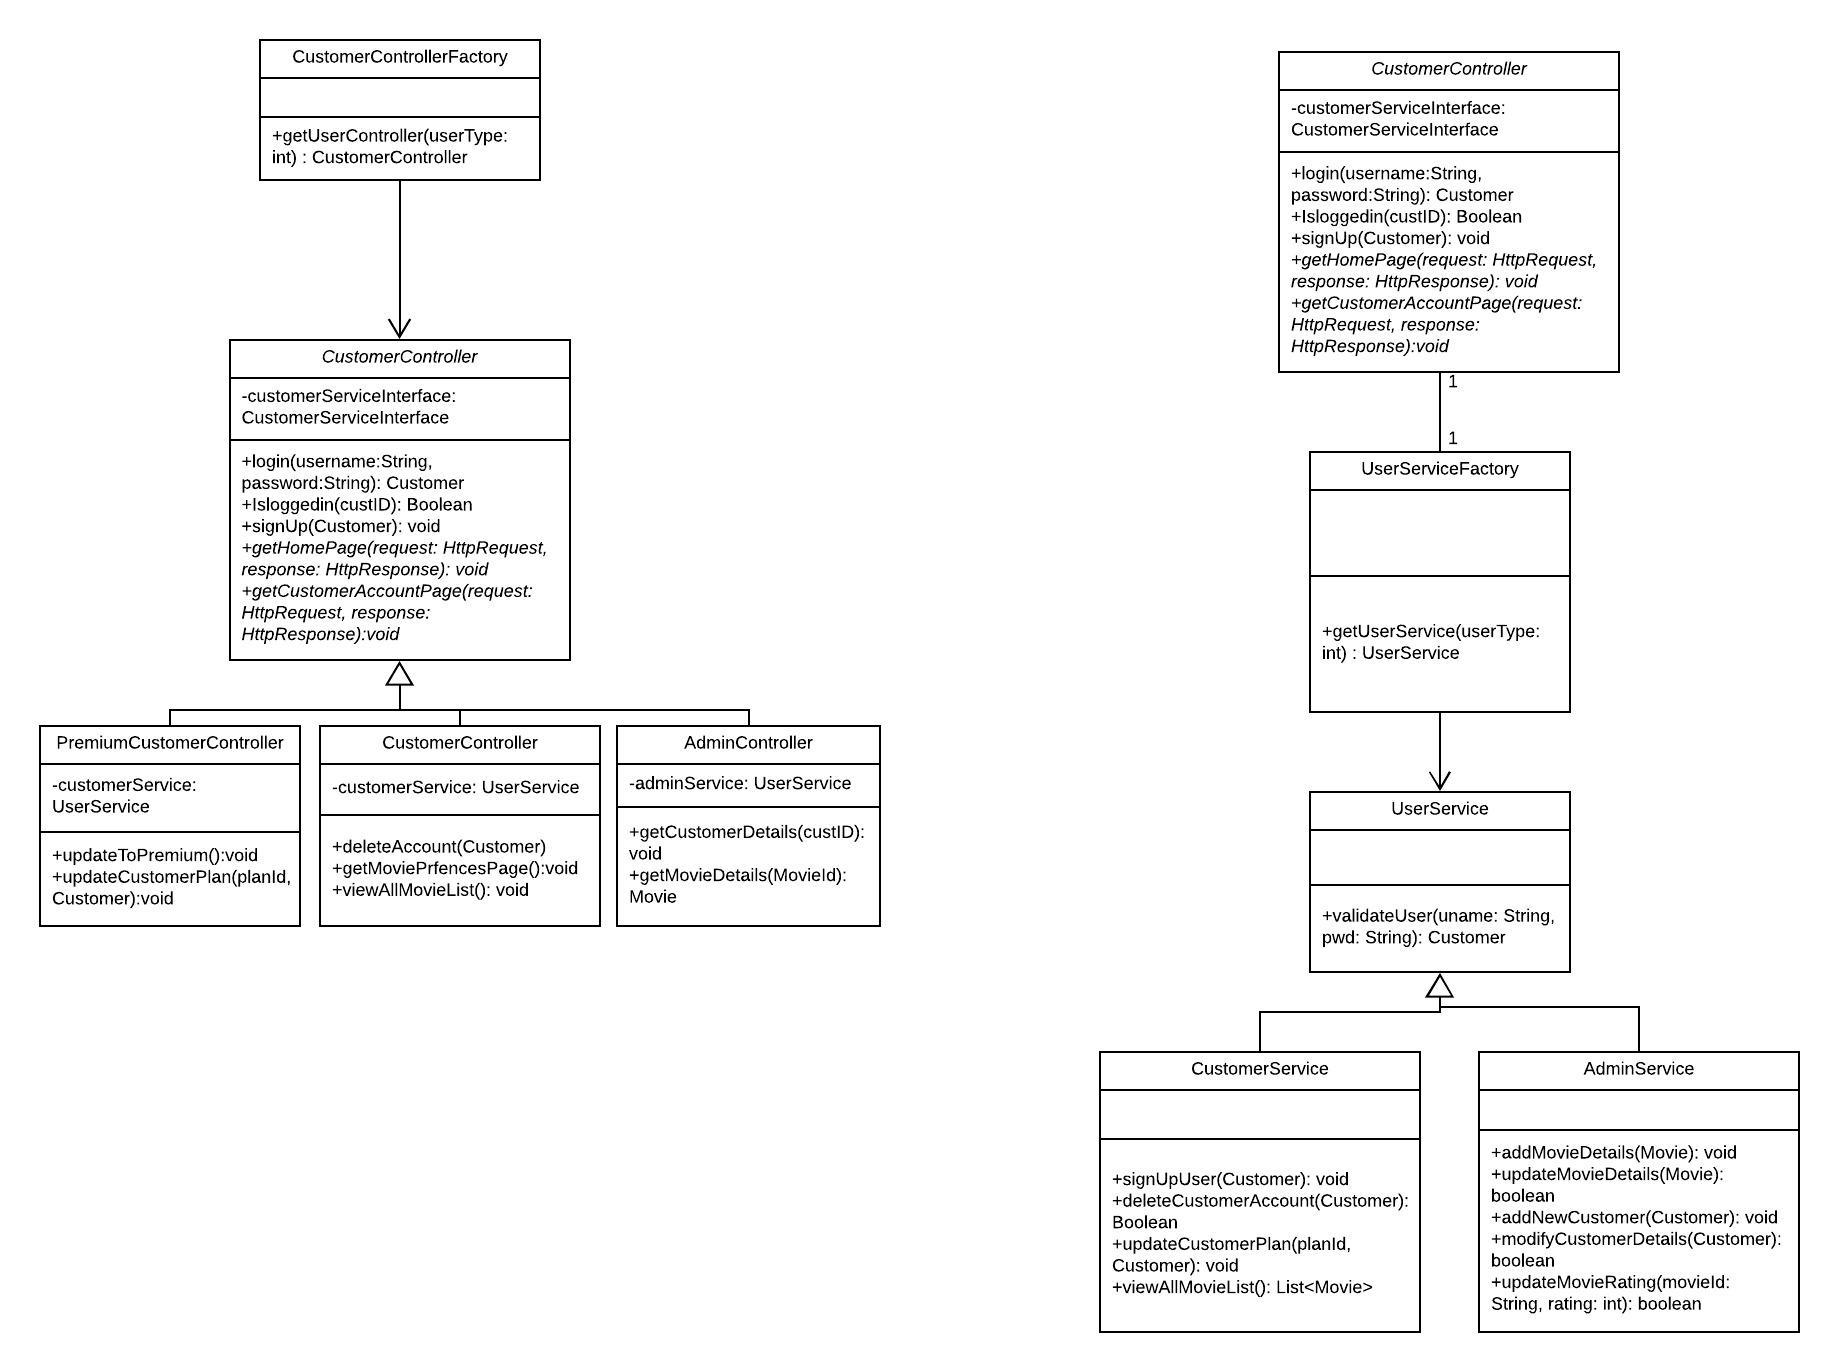 CustomerControllerFactory
+getUserController(userType:
int) : CustomerController
CustomerController
-customerServiceInterface:
CustomerServiceInterface
+login(username:String,
password:String): Customer
+Isloggedin(custID): Boolean
+signUp(Customer): void
+getHomePage(request: HttpRequest,
response: HttpResponse): void
+getCustomerAccountPage(request:
HttpRequest, response:
HttpResponse):void
PremiumCustomerController
-customerService:
UserService
+updateToPremium():void
+updateCustomerPlan(planId,
Customer):void
CustomerController
-customerService: UserService
+deleteAccount(Customer)
+getMoviePrfencesPage():void
+viewAllMovieList(): void
AdminController
-adminService: UserService
+getCustomerDetails(custID):
void
+getMovieDetails(MovieId):
Movie
CustomerController
-customerServiceInterface:
CustomerServiceInterface
+login(username:String,
password:String): Customer
+Isloggedin(custID): Boolean
+signUp(Customer): void
+getHomePage(request: HttpRequest,
response: HttpResponse): void
+getCustomerAccountPage(request:
HttpRequest, response:
HttpResponse):void
1
1
UserServiceFactory
+getUserService(userType:
int) : UserService
UserService
+validateUser(uname: String,
pwd: String): Customer
CustomerService
+signUpUser(Customer): void
+deleteCustomerAccount(Customer):
Boolean
+updateCustomerPlan(planId,
Customer): void
+viewAllMovieList(): List<Movie>
AdminService
+addMovieDetails(Movie): void
+updateMovieDetails(Movie):
boolean
+addNewCustomer(Customer): void
+modifyCustomerDetails(Customer):
boolean
+updateMovieRating(movieId:
String, rating: int): boolean